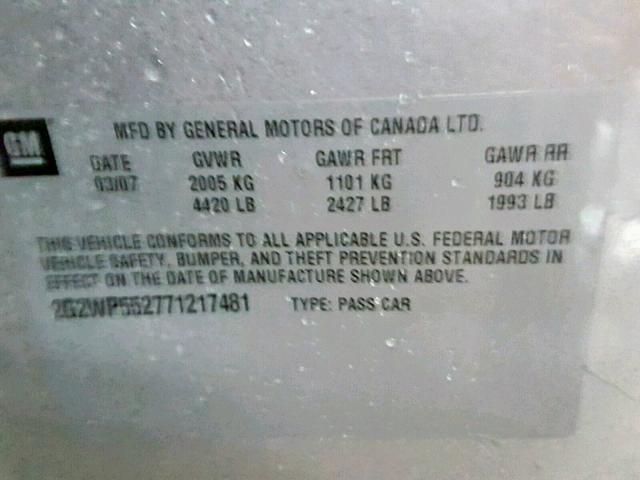 GM
MFD BY GENERAL MOTORS OF CANADA LTD.
DATE GVWR GAWR FRT GAWR RR
03/07 2005 KG 1101 KG 904 KG
4420 LB 2427 LB 1993 LB
THIS VEHICLE CONFORMS TO ALL APPLICABLE U.S. FEDERAL MOTOR
VEHICLE SAFETY, BUMPER, AND THEFT PREVENTION STANDARDS IN
EFFECT ON THE DATE OF MANUFACTURE SHOWN ABOVE.
2G2WP552771217481 TYPE: PASS CAR